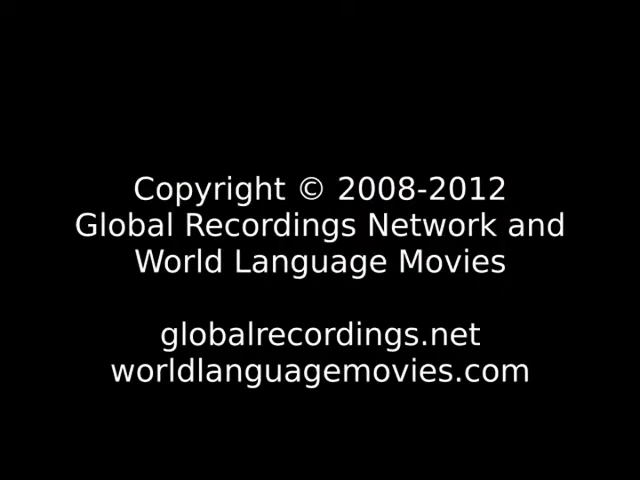 Copyright © 2008-2012
Global Recordings Network and
World Language Movies
globalrecordings.net
worldlanguagemovies.com